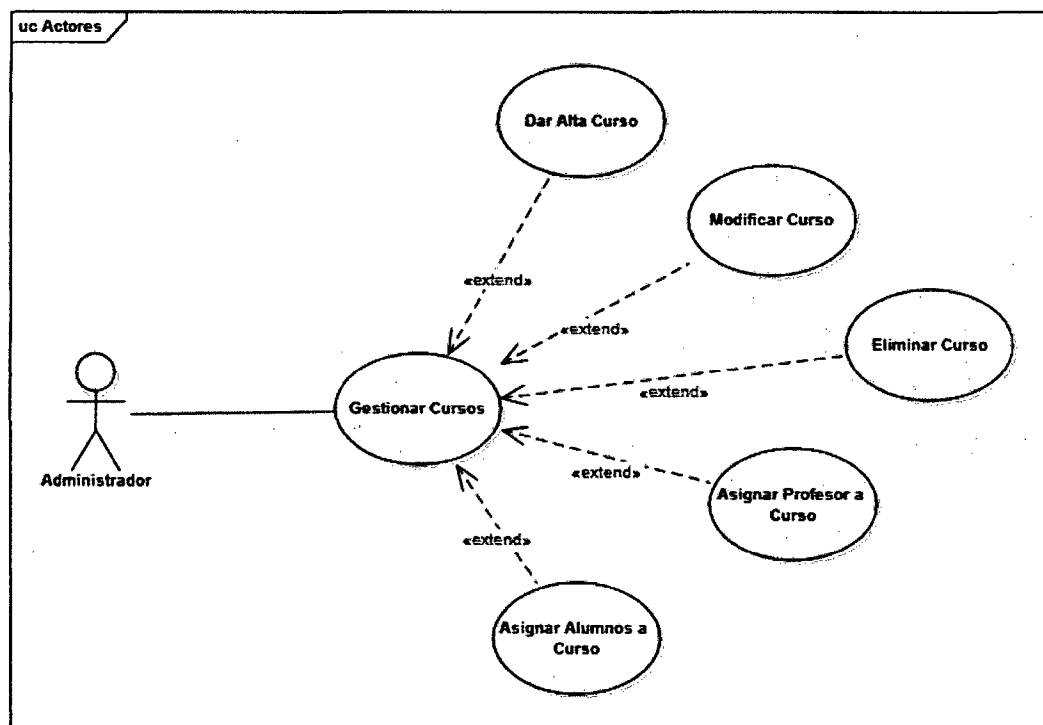 uc Actores
Dar Alta Curso
Modificar Curso
«extend»
«extend»
Eliminar Curso
«extend»
Gestionar Cursos
«extend»
Administrador
Asignar Profesor a
Curso
«extend»
Asignar Alumnos a
Curso